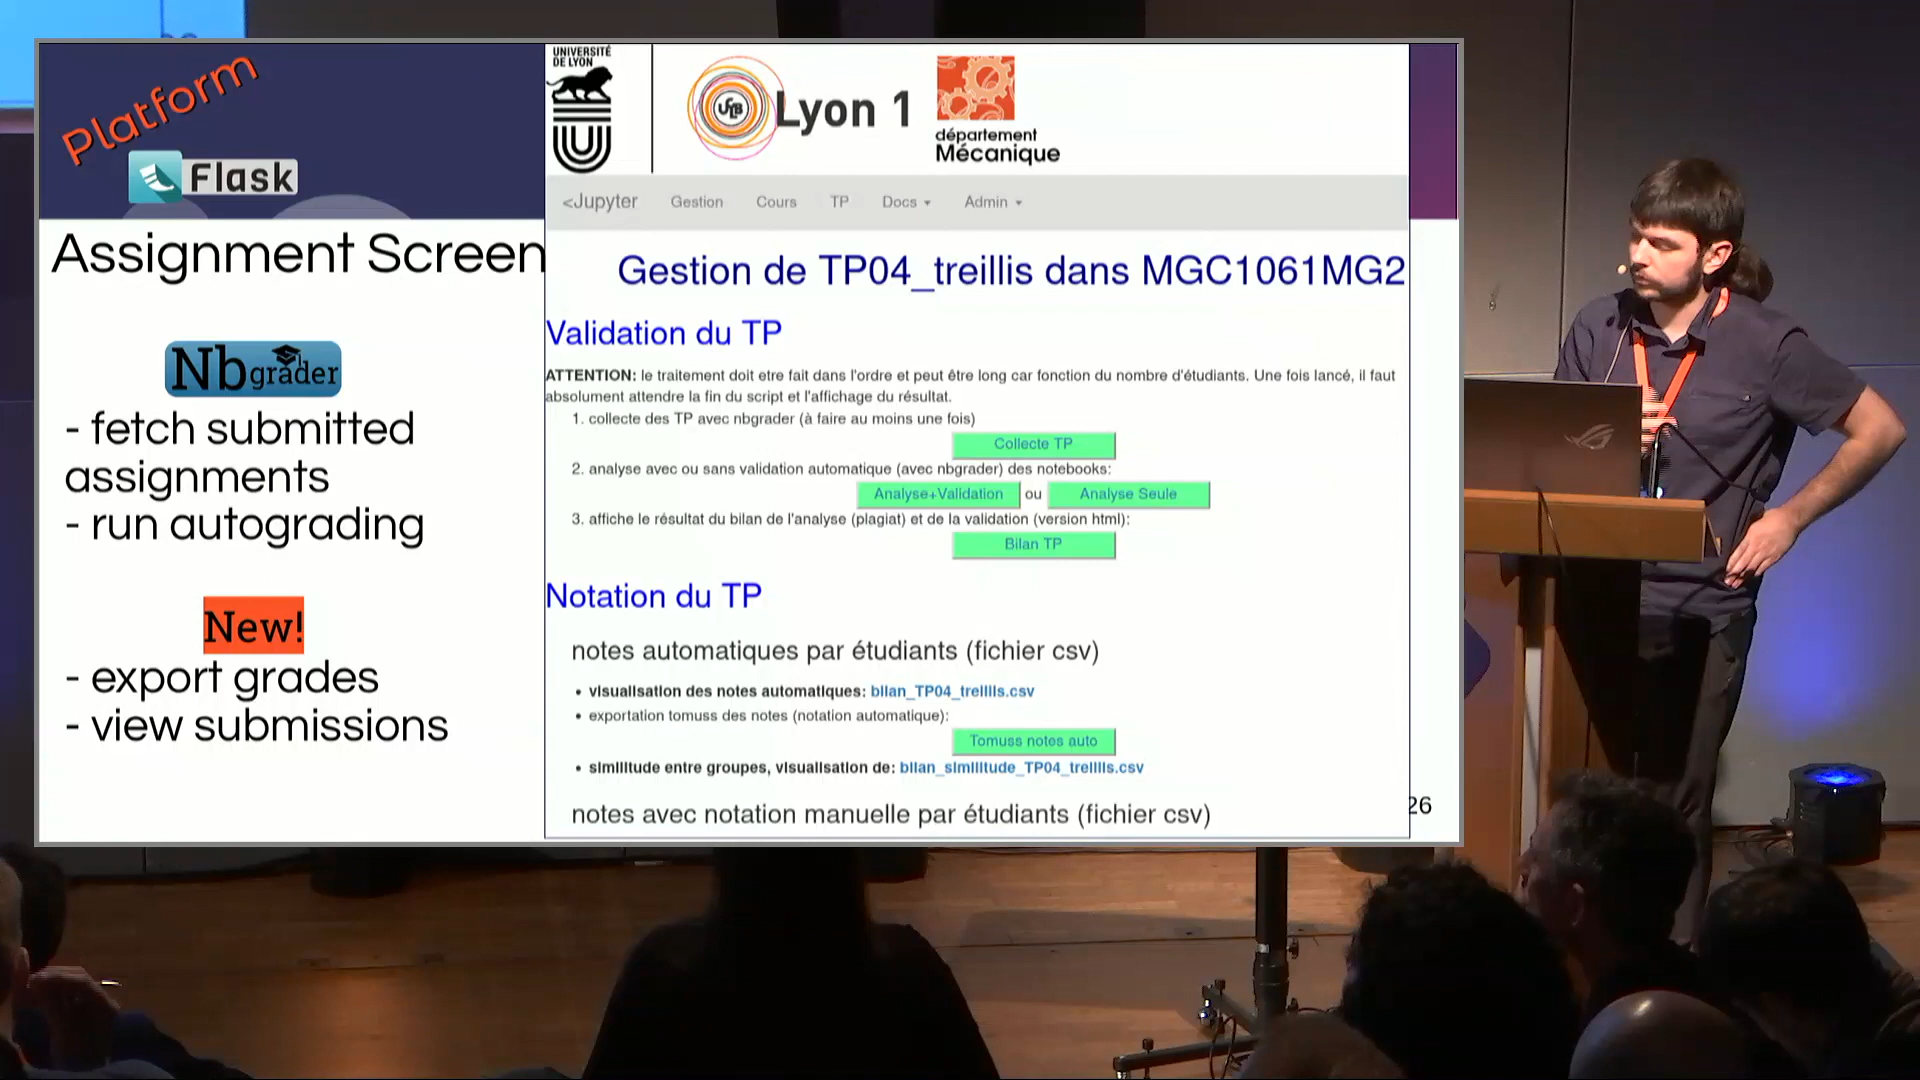 Platform
Flask
Assignment Screen
Nbgrader
- fetch submitted
assignments
- run autograding
New!
- export grades
- view submissions
UNIVERSITÉ
DE LYON
Lyon 1
département
Mécanique
<Jupyter Gestion Cours TP Docs Admin
Gestion de TP04_treillis dans MGC1061MG2
Validation du TP
ATTENTION: le traitement doit etre fait dans l'ordre et peut être long car fonction du nombre d'étudiants. Une fois lancé, il faut
absolument attendre la fin du script et l'affichage du résultat.
1. collecte des TP avec nbgrader (à faire au moins une fois)
Collecte TP
2. analyse avec ou sans validation automatique (avec nbgrader) des notebooks:
Analyse+Validation ou Analyse Seule
3. affiche le résultat du bilan de l'analyse (plagiat) et de la validation (version html):
Bilan TP
Notation du TP
notes automatiques par étudiants (fichier csv)
• visualisation des notes automatiques: bilan_TP04_treillis.csv
• exportation tomuss des notes (notation automatique):
Tomuss notes auto
• similitude entre groupes, visualisation de: bilan_similitude_TP04_treillis.csv
notes avec notation manuelle par étudiants (fichier csv)
26